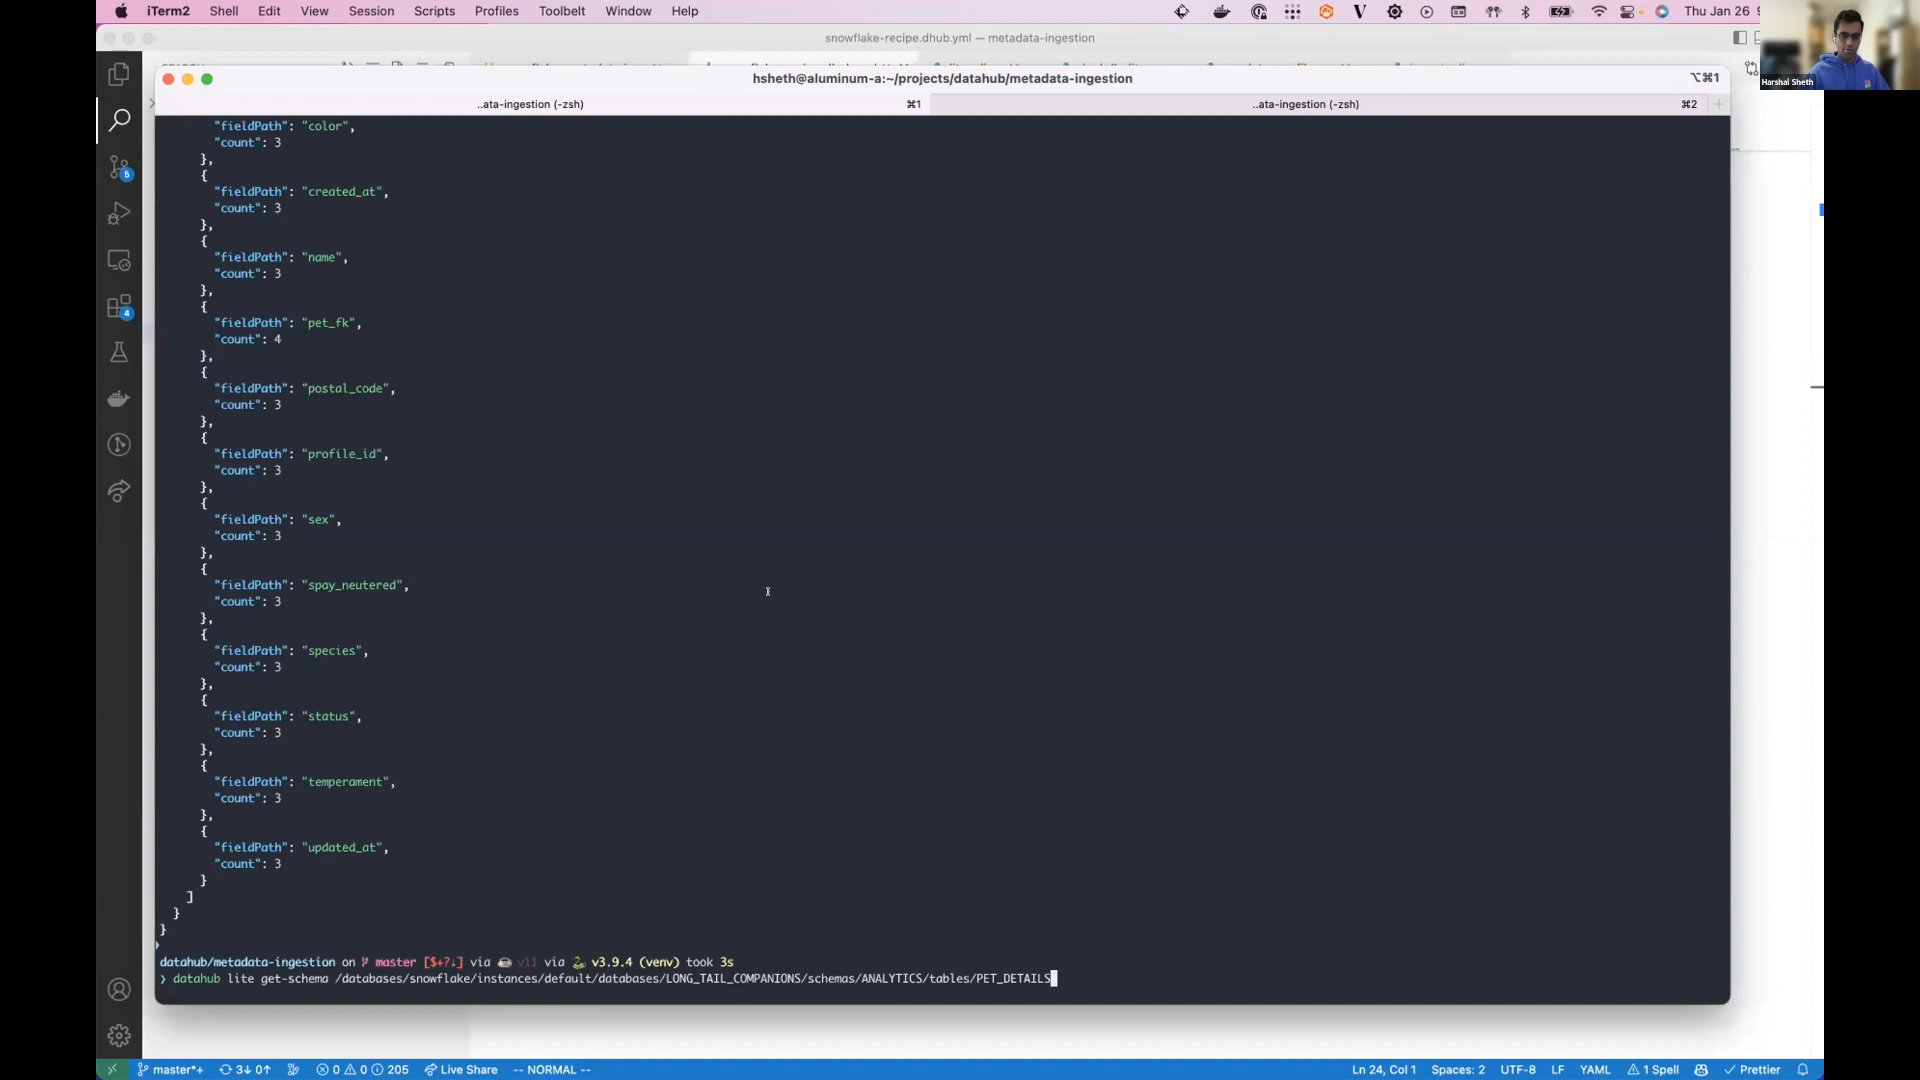 iTerm2 Shell Edit View Session Scripts Profiles Toolbelt Window Help
Thu Jan 26
snowflake-recipe.dhub.yml — metadata-ingestion
hsheth@aluminum-a:~/projects/datahub/metadata-ingestion
⌥⌘1
..ata-ingestion (-zsh) ⌘1 ..ata-ingestion (-zsh) ⌘2 +
Harshal Sheth
"fieldPath": "color",
"count": 3
},
{
"fieldPath": "created_at",
"count": 3
},
{
"fieldPath": "name",
"count": 3
},
{
"fieldPath": "pet_fk",
"count": 4
},
{
"fieldPath": "postal_code",
"count": 3
},
{
"fieldPath": "profile_id",
"count": 3
},
{
"fieldPath": "sex",
"count": 3
},
{
"fieldPath": "spay_neutered",
"count": 3
},
{
"fieldPath": "species",
"count": 3
},
{
"fieldPath": "status",
"count": 3
},
{
"fieldPath": "temperament",
"count": 3
},
{
"fieldPath": "updated_at",
"count": 3
}
]
}
}
datahub/metadata-ingestion on master [$+?↓] via v11 via v3.9.4 (venv) took 3s
❯ datahub lite get-schema /databases/snowflake/instances/default/databases/LONG_TAIL_COMPANIONS/schemas/ANALYTICS/tables/PET_DETAILS
5
4
master*+ 3↓ 0↑ 0 0 205 Live Share -- NORMAL -- Ln 24, Col 1 Spaces: 2 UTF-8 LF YAML 1 Spell Prettier